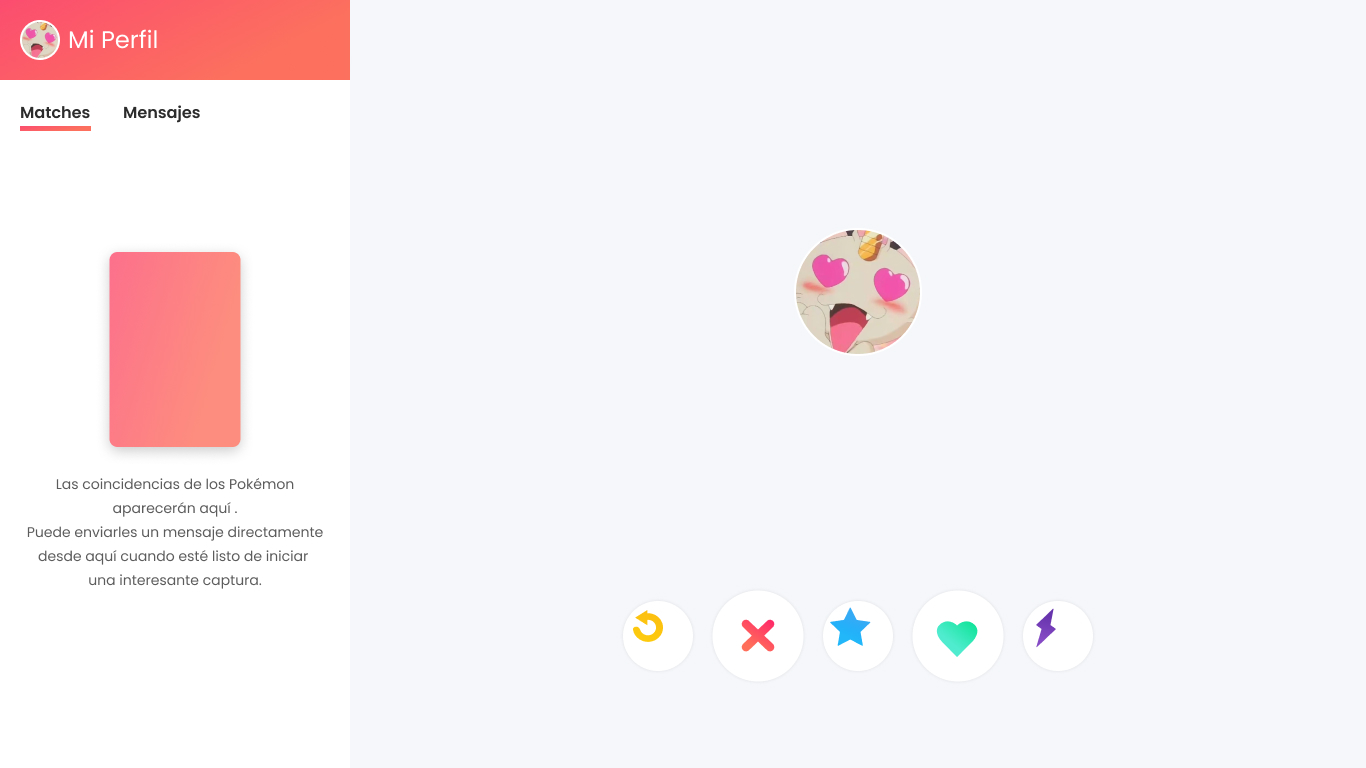 Mi Perfil
Matches
Mensajes
Las coincidencias de los Pokémon
aparecerán aquí .
Puede enviarles un mensaje directamente
desde aquí cuando esté listo de iniciar
una interesante captura.